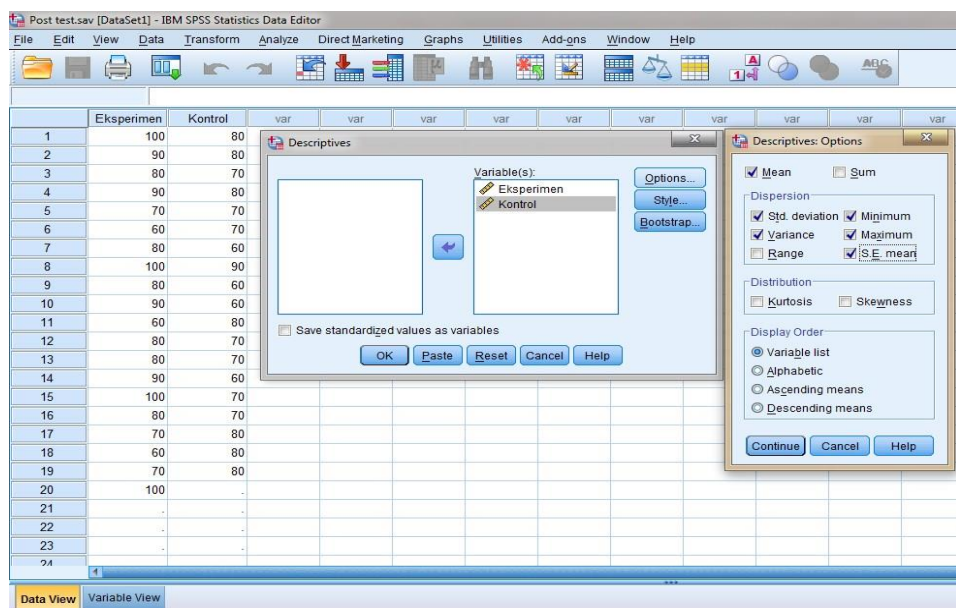 Post test.sav [DataSet1] - IBM SPSS Statistics Data Editor
File Edit View Data Transform Analyze Direct Marketing Graphs Utilities Add-ons Window Help
Eksperimen Kontrol var var var var var var var var var var
1 100 80
2 90 80
3 80 70
4 90 80
5 70 70
6 60 70
7 80 60
8 100 90
9 80 60
10 90 60
11 60 80
12 80 70
13 80 70
14 90 60
15 100 70
16 80 70
17 70 80
18 60 80
19 70 80
20 100 .
21 . .
22 . .
23 . .
24
Data View Variable View
Descriptives
Variable(s):
Eksperimen
Kontrol
Options...
Style...
Bootstrap...
Save standardized values as variables
OK Paste Reset Cancel Help
Descriptives: Options
Mean Sum
Dispersion
Std. deviation Minimum
Variance Maximum
Range S.E. mean
Distribution
Kurtosis Skewness
Display Order
Variable list
Alphabetic
Ascending means
Descending means
Continue Cancel Help